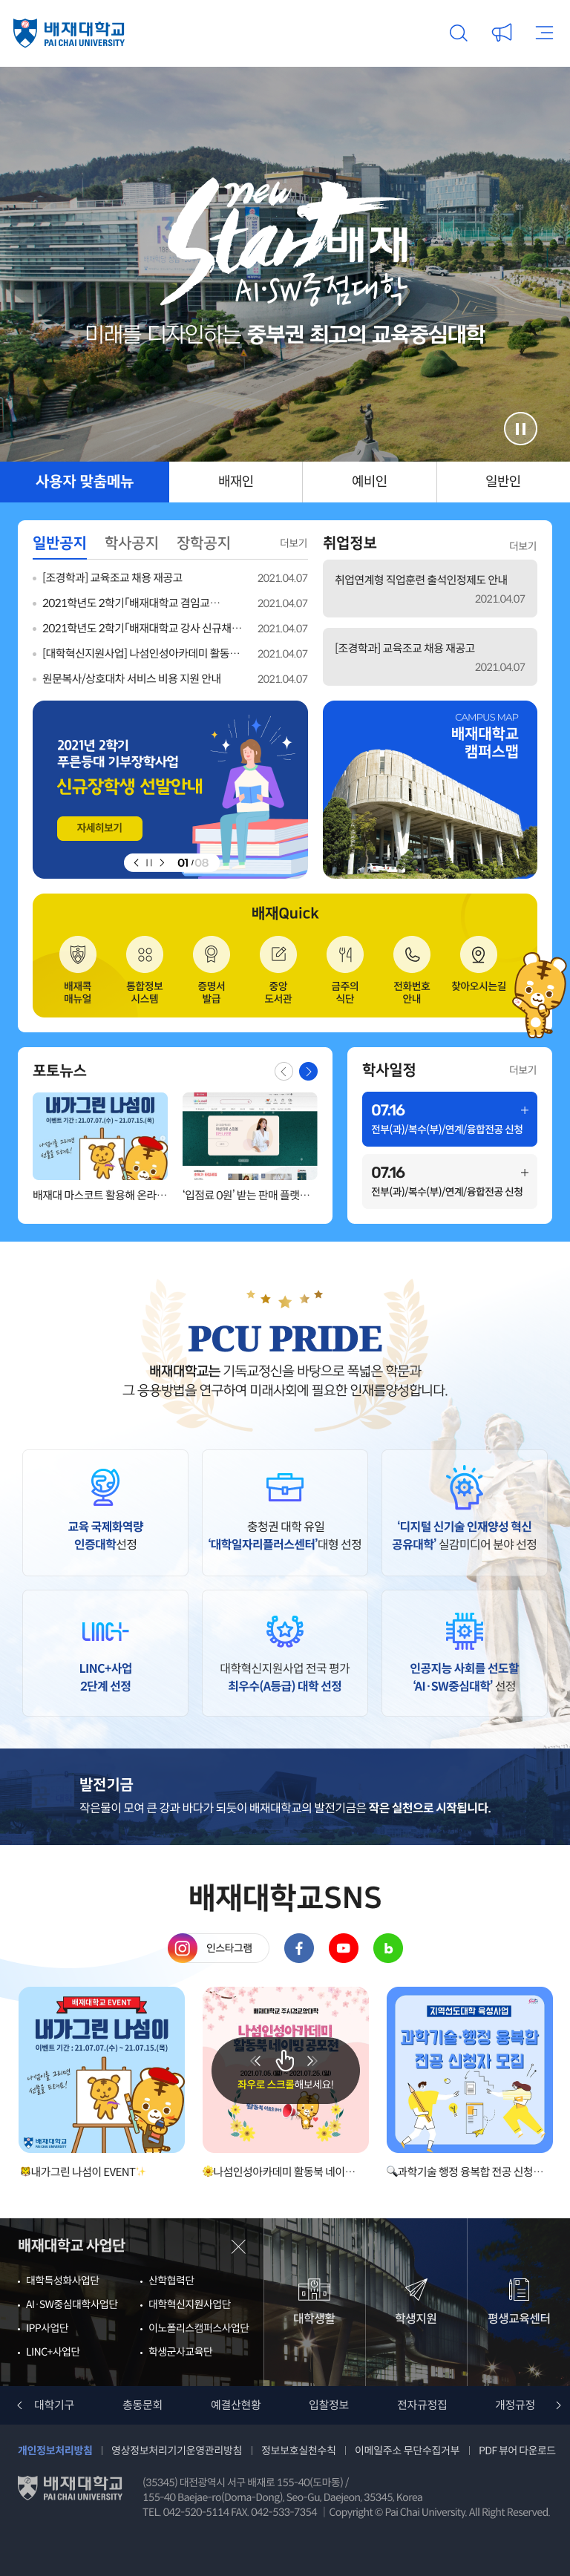 배재대학교
PAI CHAI UNIVERSITY
new
Start 배재
AI·SW중점대학
미래를 디자인하는 중부권 최고의 교육중심대학
사용자 맞춤메뉴
배재인
예비인
일반인
일반공지
학사공지
장학공지
더보기
[조경학과] 교육조교 채용 재공고 2021.04.07
2021학년도 2학기「배재대학교 겸임교… 2021.04.07
2021학년도 2학기「배재대학교 강사 신규채… 2021.04.07
[대학혁신지원사업] 나섬인성아카데미 활동… 2021.04.07
원문복사/상호대차 서비스 비용 지원 안내 2021.04.07
취업정보
더보기
취업연계형 직업훈련 출석인정제도 안내
2021.04.07
[조경학과] 교육조교 채용 재공고
2021.04.07
2021년 2학기
푸른등대 기부장학사업
신규장학생 선발안내
자세히보기
01 / 08
CAMPUS MAP
배재대학교
캠퍼스맵
배재Quick
배재콕
매뉴얼
통합정보
시스템
증명서
발급
중앙
도서관
금주의
식단
전화번호
안내
찾아오시는길
포토뉴스
내가그린 나섬이
이벤트 기간 : 21.07.07.(수) ~ 21.07.15.(목)
나섬이를 그리면
선물을 드려요!
배재대 마스코트 활용해 온라…
‘입점료 0원’ 받는 판매 플랫…
학사일정
더보기
07.16
전부(과)/복수(부)/연계/융합전공 신청
07.16
전부(과)/복수(부)/연계/융합전공 신청
PCU PRIDE
배재대학교는 기독교정신을 바탕으로 폭넓은 학문과
그 응용방법을 연구하여 미래사회에 필요한 인재를양성합니다.
교육 국제화역량
인증대학선정
충청권 대학 유일
‘대학일자리플러스센터’대형 선정
‘디지털 신기술 인재양성 혁신
공유대학’ 실감미디어 분야 선정
LINC+
LINC+사업
2단계 선정
대학혁신지원사업 전국 평가
최우수(A등급) 대학 선정
인공지능 사회를 선도할
‘AI·SW중심대학’ 선정
발전기금
작은물이 모여 큰 강과 바다가 되듯이 배재대학교의 발전기금은 작은 실천으로 시작됩니다.
배재대학교SNS
인스타그램
배재대학교 EVENT
내가그린 나섬이
이벤트 기간 : 21.07.07.(수) ~ 21.07.15.(목)
나섬이를 그리면
선물을 드려요!
배재대학교
내가그린 나섬이 EVENT
배재대학교 주시경교양대학
나섬인성아카데미
활동북 네이밍 공모전
좌우로 스크롤해보세요!
나섬인성아카데미 활동북 네이…
지역선도대학 육성사업
과학기술·행정 융복합
전공 신청자 모집
과학기술 행정 융복합 전공 신청…
배재대학교 사업단
대학특성화사업단
산학협력단
AI·SW중심대학사업단
대학혁신지원사업단
IPP사업단
이노폴리스캠퍼스사업단
LINC+사업단
학생군사교육단
대학생활
학생지원
평생교육센터
대학기구
총동문회
예결산현황
입찰정보
전자규정집
개정규정
개인정보처리방침
영상정보처리기기운영관리방침
정보보호실천수칙
이메일주소 무단수집거부
PDF 뷰어 다운로드
배재대학교
PAI CHAI UNIVERSITY
(35345) 대전광역시 서구 배재로 155-40(도마동) /
155-40 Baejae-ro(Doma-Dong), Seo-Gu, Daejeon, 35345, Korea
TEL. 042-520-5114 FAX. 042-533-7354 | Copyright © Pai Chai University. All Right Reserved.